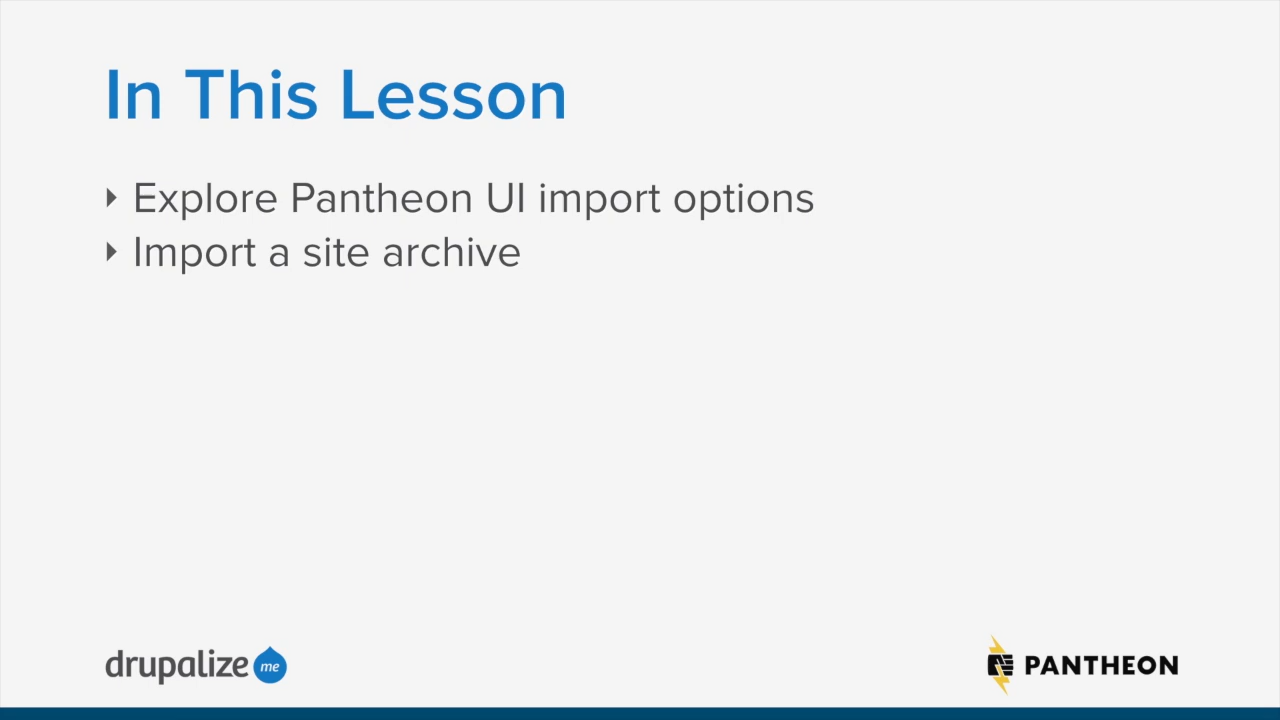 In This Lesson
Explore Pantheon UI import options
Import a site archive
drupalize me
PANTHEON